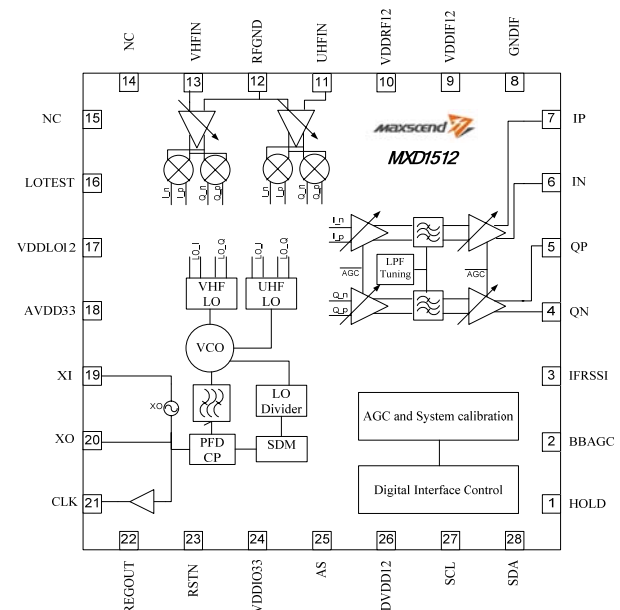 NC
VHFIN
RFGND
UHFIN
VDDRF12
VDDIF12
GNDIF
14
13
12
11
10
9
8
NC 15
LOTEST 16
VDDLO12 17
AVDD33 18
XI 19
XO 20
CLK 21
7 IP
6 IN
5 QP
4 QN
3 IFRSSI
2 BBAGC
1 HOLD
maxscend
MXD1512
I_n
I_p
Q_n
Q_p
I_n
I_p
Q_n
Q_p
I_n
I_p
AGC
LPF
Tuning
AGC
Q_n
Q_p
LO_I
LO_Q
LO_I
LO_Q
VHF
LO
UHF
LO
VCO
XO
LO
Divider
PFD
CP
SDM
AGC and System calibration
Digital Interface Control
22
23
24
25
26
27
28
REGOUT
RSTN
VDDIO33
AS
DVDD12
SCL
SDA